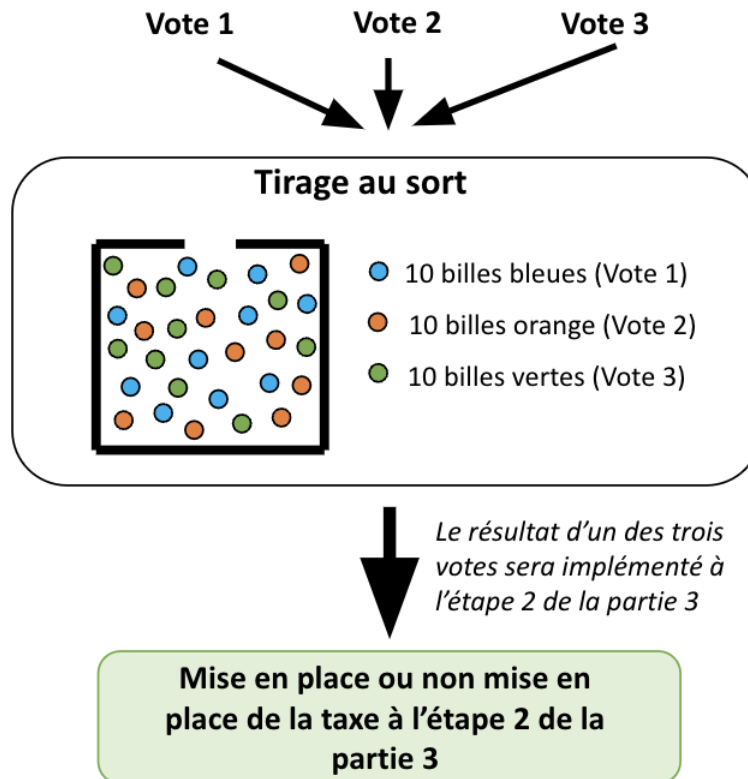 Vote 1 Vote 2 Vote 3
Tirage au sort
10 billes bleues (Vote 1)
10 billes orange (Vote 2)
10 billes vertes (Vote 3)
Le résultat d’un des trois
votes sera implémenté à
l’étape 2 de la partie 3
Mise en place ou non mise en
place de la taxe à l’étape 2 de la
partie 3